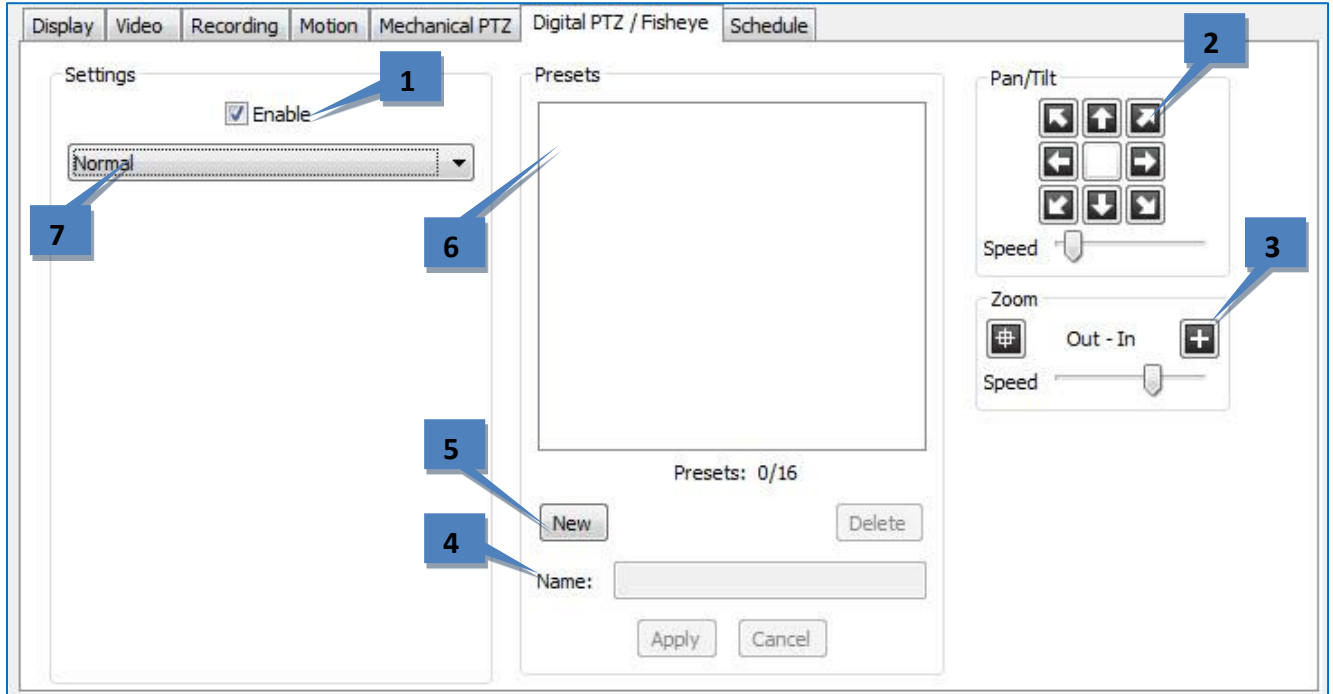 Display Video Recording Motion Mechanical PTZ Digital PTZ / Fisheye Schedule
Settings
1
Enable
Normal
7
Presets
6
Presets: 0/16
5
New Delete
4
Name:
Apply Cancel
2
Pan/Tilt
Speed
3
Zoom
Out - In
Speed